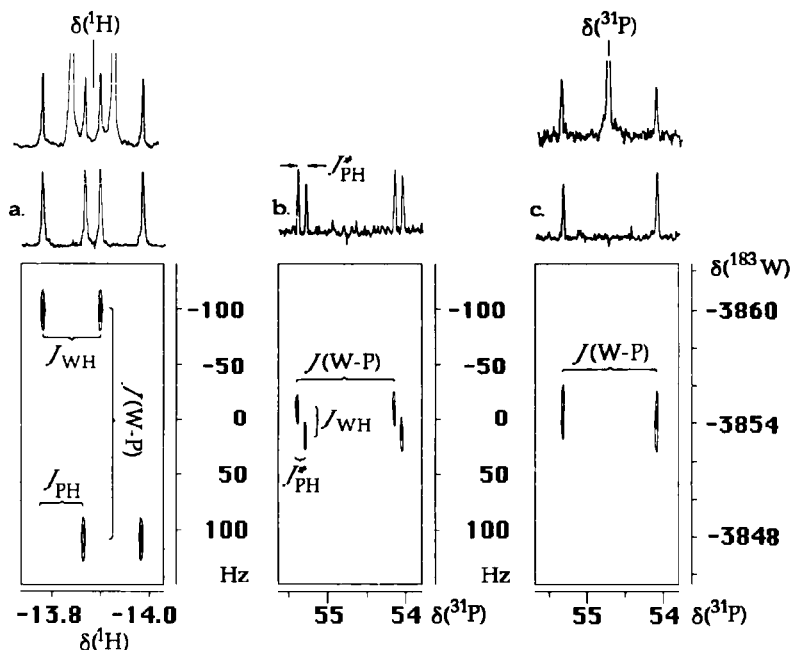 δ(¹H)
δ(³¹P)
J*PH
a.
b.
c.
δ(¹⁸³W)
-100
-50
0
50
100
Hz
-100
-50
0
50
100
Hz
-3860
-3854
-3848
JWH
J(W-P)
JPH
J(W-P)
JWH
J*PH
J(W-P)
-13.8
-14.0
δ(¹H)
55
54
δ(³¹P)
55
54
δ(³¹P)